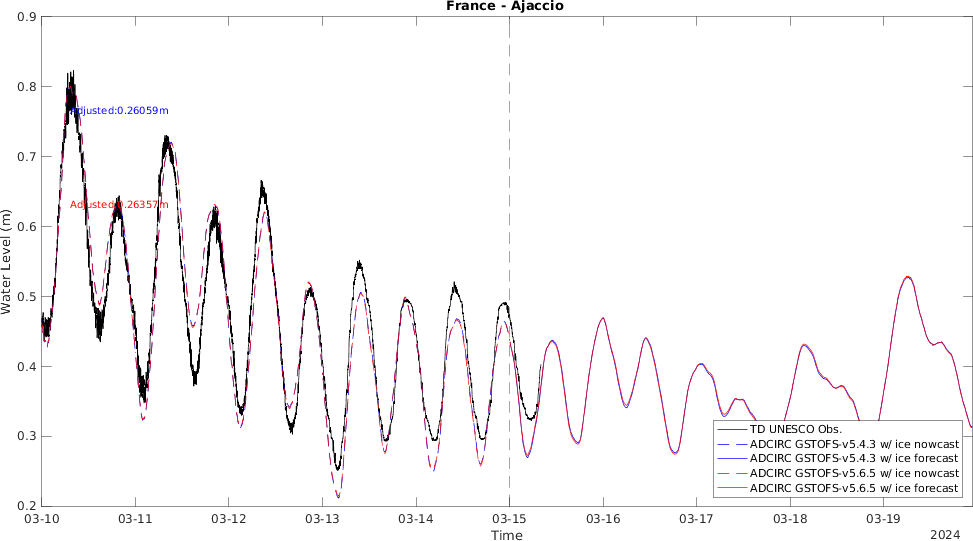 France - Ajaccio
0.9
0.8
0.7
0.6
0.5
0.4
0.3
0.2
Water Level (m)
Adjusted:0.26059m
Adjusted:0.26357m
TD UNESCO Obs.
ADCIRC GSTOFS-v5.4.3 w/ ice nowcast
ADCIRC GSTOFS-v5.4.3 w/ ice forecast
ADCIRC GSTOFS-v5.6.5 w/ ice nowcast
ADCIRC GSTOFS-v5.6.5 w/ ice forecast
03-10 03-11 03-12 03-13 03-14 03-15 03-16 03-17 03-18 03-19
Time
2024